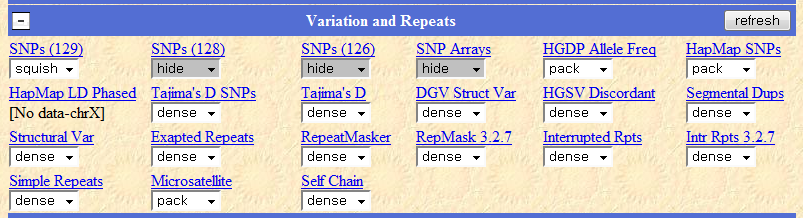 - Variation and Repeats refresh
SNPs (129) SNPs (128) SNPs (126) SNP Arrays HGDP Allele Freq HapMap SNPs
squish hide hide hide pack pack
HapMap LD Phased Tajima's D SNPs Tajima's D DGV Struct Var HGSV Discordant Segmental Dups
[No data-chrX] dense dense dense dense dense
Structural Var Exapted Repeats RepeatMasker RepMask 3.2.7 Interrupted Rpts Intr Rpts 3.2.7
dense dense dense dense dense dense
Simple Repeats Microsatellite Self Chain
dense pack dense